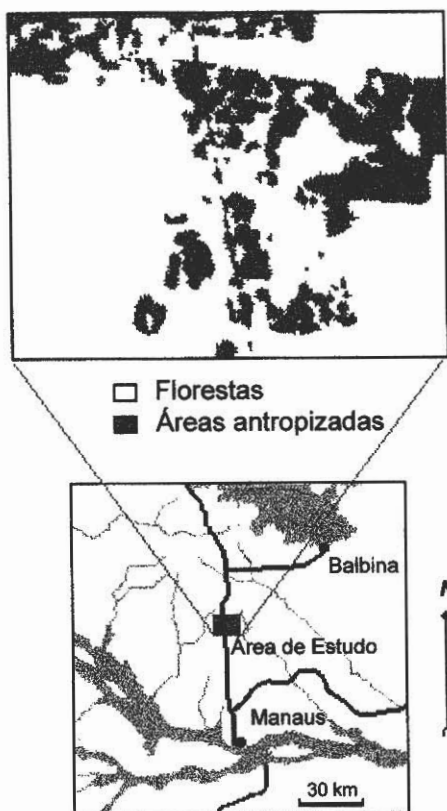 Florestas
Áreas antropizadas
Balbina
Área de Estudo
Manaus
30 km